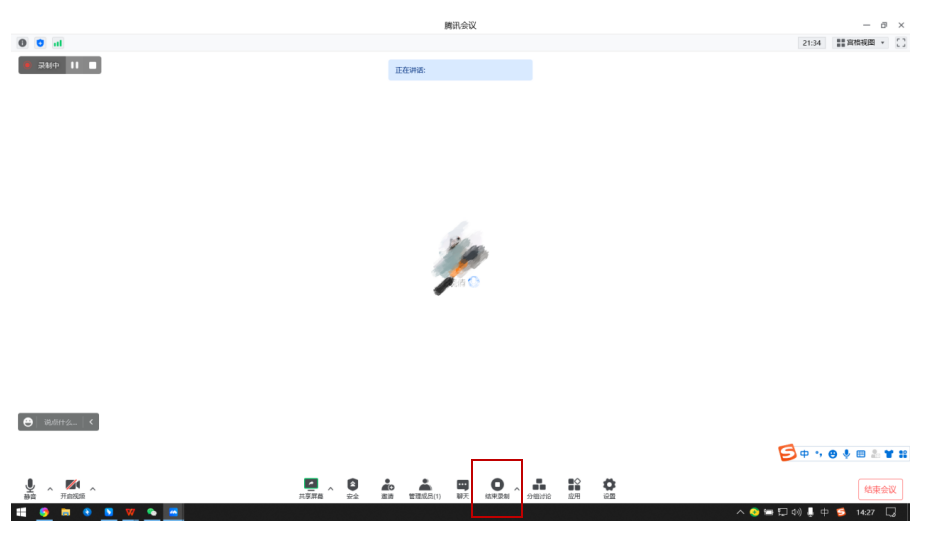 腾讯会议
21:34 宫格视图
录制中
正在讲话:
说点什么...
中
静音 开启视频 共享屏幕 安全 邀请 管理成员(1) 聊天 结束录制 分组讨论 应用 设置 结束会议
中 14:27